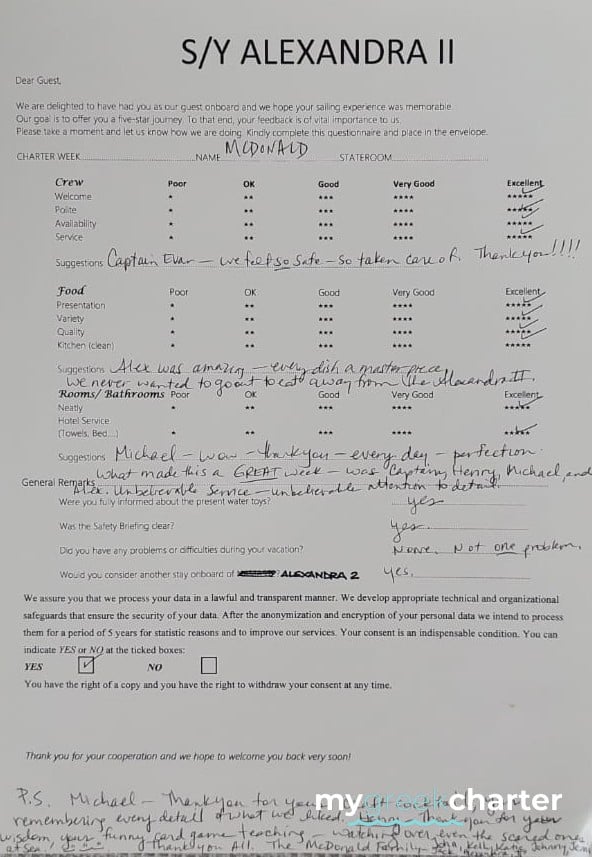 S/Y ALEXANDRA II
Dear Guest,
We are delighted to have had you as our guest onboard and we hope your sailing experience was memorable
Our goal is to offer you a five-star journey. To that end, your feedback is of vital importance to us.
Please take a moment and let us know how we are doing. Kindly complete this questionnaire and place in the envelope.
CHARTER WEEK NAME MCDONALD STATEROOM
Crew Poor OK Good Very Good Excellent
Welcome * ** *** **** *****
Polite * ** *** **** *****
Availability * ** *** **** *****
Service * ** *** **** *****
Suggestions Captain Evan - we feel so safe - so taken care of. Thank you!!!!
Food Poor OK Good Very Good Excellent
Presentation * ** *** **** *****
Variety * ** *** **** *****
Quality * ** *** **** *****
Kitchen (clean) * ** *** **** *****
Suggestions Alex was amazing - every dish a masterpiece,
we never wanted to go out to eat away from the Alexandra II.
Rooms/ Bathrooms Poor OK Good Very Good Excellent
Neatly * ** *** **** *****
Hotel Service
(Towels, Bed...) * ** *** **** *****
Suggestions Michael - wow - thank you - every day - perfection.
What made this a GREAT week - was Captain, Henry, Michael, and
General Remarks Alex. Unbelievable Service - unbelievable attention to detail.
Were you fully informed about the present water toys? yes
Was the Safety Briefing clear? yes.
Did you have any problems or difficulties during your vacation? None. Not one problem.
Would you consider another stay onboard of ALEXANDRA 2 yes.
We assure you that we process your data in a lawful and transparent manner. We develop appropriate technical and organizational
safeguards that ensure the security of your data. After the anonymization and encryption of your personal data we intend to process
them for a period of 5 years for statistic reasons and to improve our services. Your consent is an indispensable condition. You can
indicate YES or NO at the ticked boxes:
YES NO
You have the right of a copy and you have the right to withdraw your consent at any time.
Thank you for your cooperation and we hope to welcome you back very soon!
P.S. Michael - Thank you for your
my greek charter
remembering every detail of what we liked. Thank you for your
wisdom your funny card game teaching - watching over even the scared ones
at sea! Thank you All. The McDonald Family - John, Kelly, Katie, Johnny,